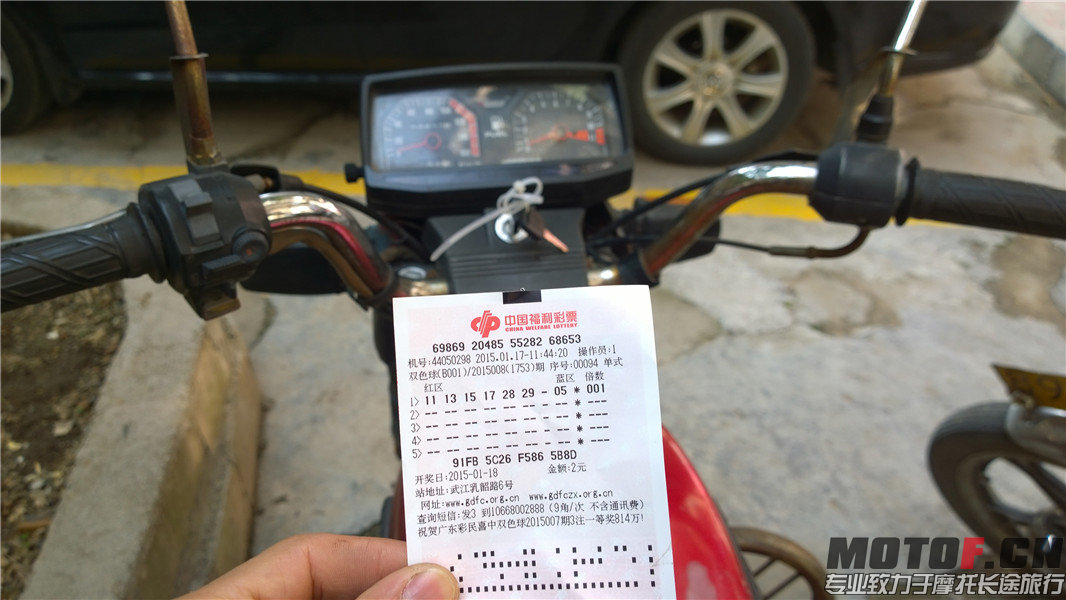 中国福利彩票
CHINA WELFARE LOTTERY
69869 20485 55282 68653
机号:44050298 2015.01.17-11:44:20 操作员:1
双色球(B001)/2015008(1753)期 序号:00094 单式
红区 蓝区 倍数
1> 11 13 15 17 28 29 - 05 * 001
2> -- -- -- -- -- -- - -- * ---
3> -- -- -- -- -- -- - -- * ---
4> -- -- -- -- -- -- - -- * ---
5> -- -- -- -- -- -- - -- * ---
91FB 5C26 F586 5B8D
开奖日:2015-01-18 金额:2元
站地址:武江乳韶路6号
网址:www.gdfc.org.cn www.gdfczx.org.cn
查询短信:发3 到10668002888 (9角/次 不含通讯费)
祝贺广东彩民喜中双色球2015007期3注一等奖814万!
MOTOF.CN
专业致力于摩托长途旅行